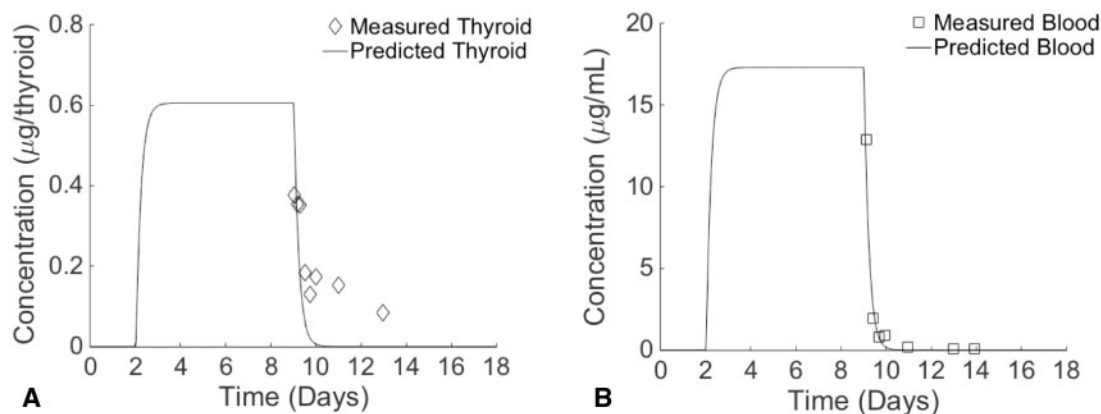 Measured Thyroid
Predicted Thyroid
Concentration (μg/thyroid)
0.8
0.6
0.4
0.2
0
0 2 4 6 8 10 12 14 16 18
Time (Days)
A
Measured Blood
Predicted Blood
Concentration (μg/mL)
20
15
10
5
0
0 2 4 6 8 10 12 14 16 18
Time (Days)
B